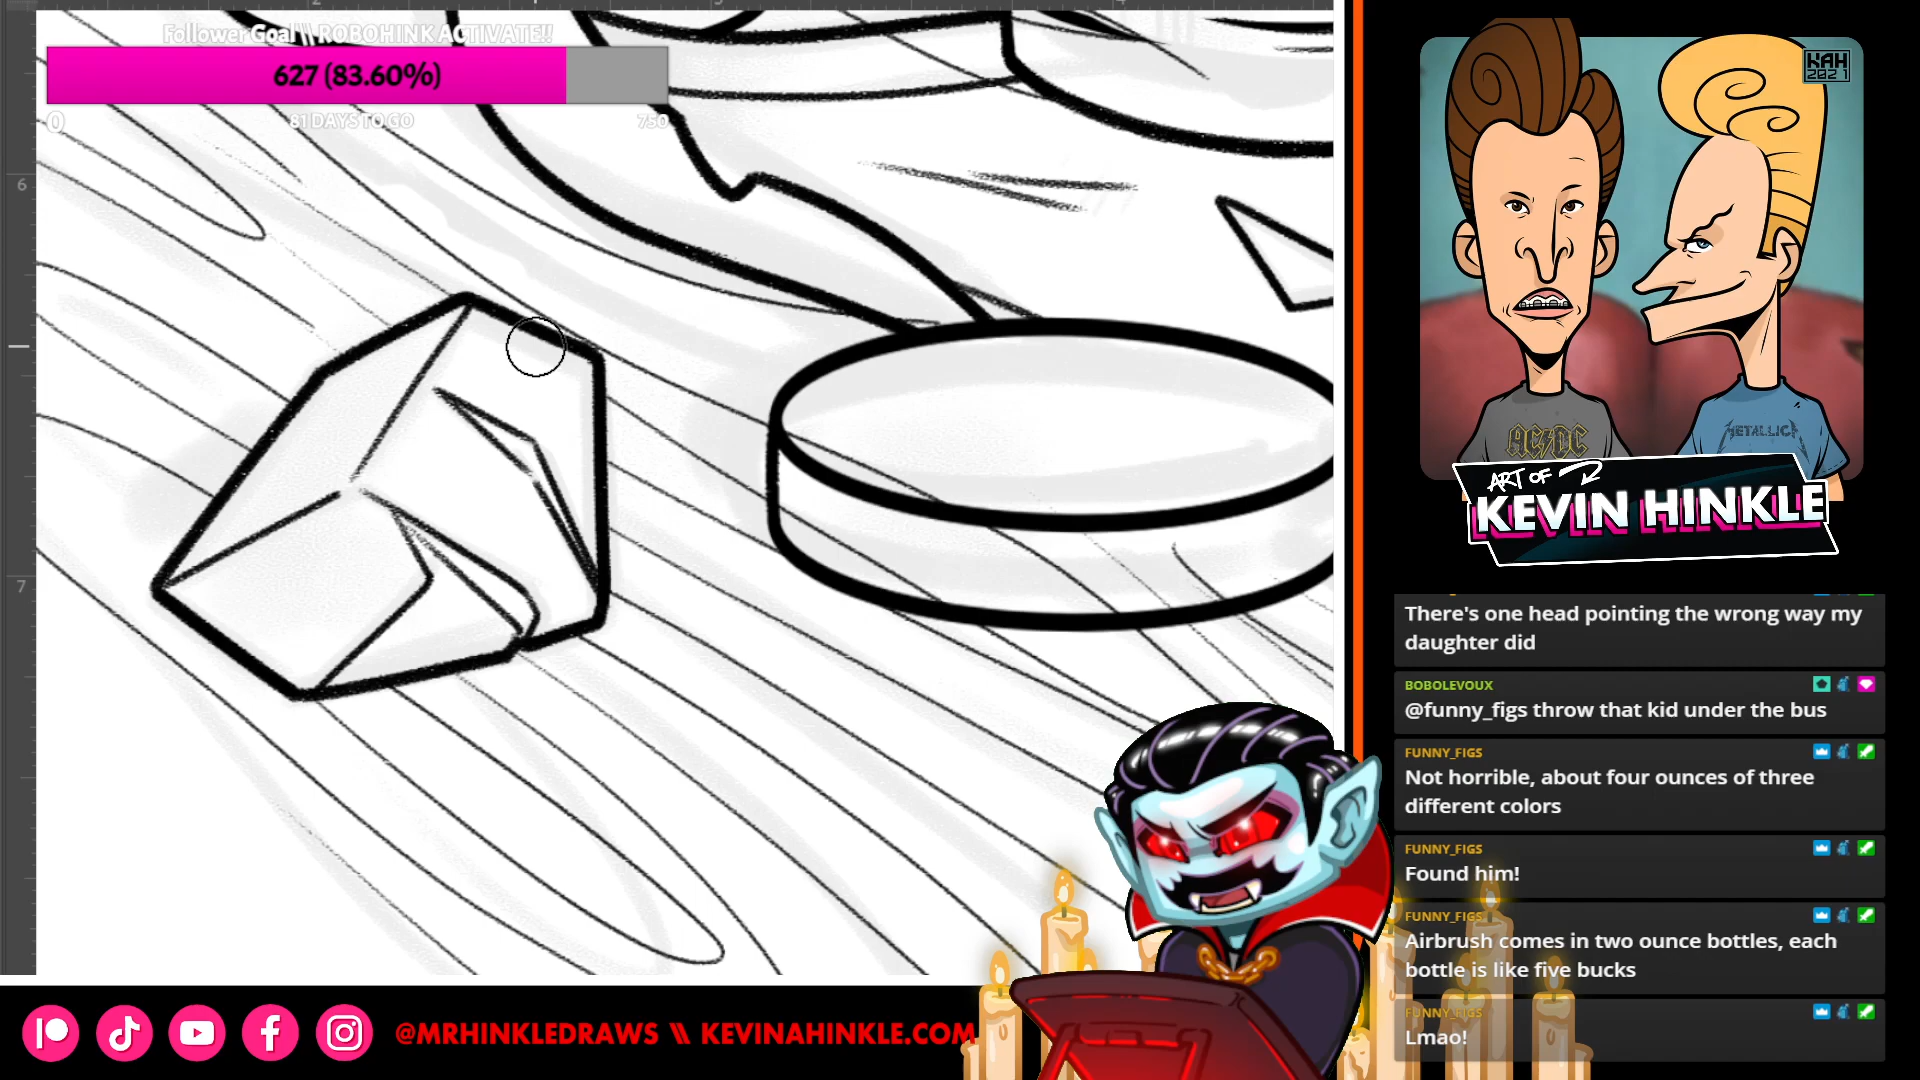 Follower Goal \\ ROBOHINK ACTIVATE!!
627 (83.60%)
0
81 DAYS TO GO
750
6
7
KAH
2021
AC/DC
METALLICA
ART OF
KEVIN HINKLE
There's one head pointing the wrong way my
daughter did
BOBOLEVOUX
@funny_figs throw that kid under the bus
FUNNY_FIGS
Not horrible, about four ounces of three
different colors
FUNNY_FIGS
Found him!
FUNNY_FIGS
Airbrush comes in two ounce bottles, each
bottle is like five bucks
FUNNY_FIGS
Lmao!
@MRHINKLEDRAWS \\ KEVINAHINKLE.COM